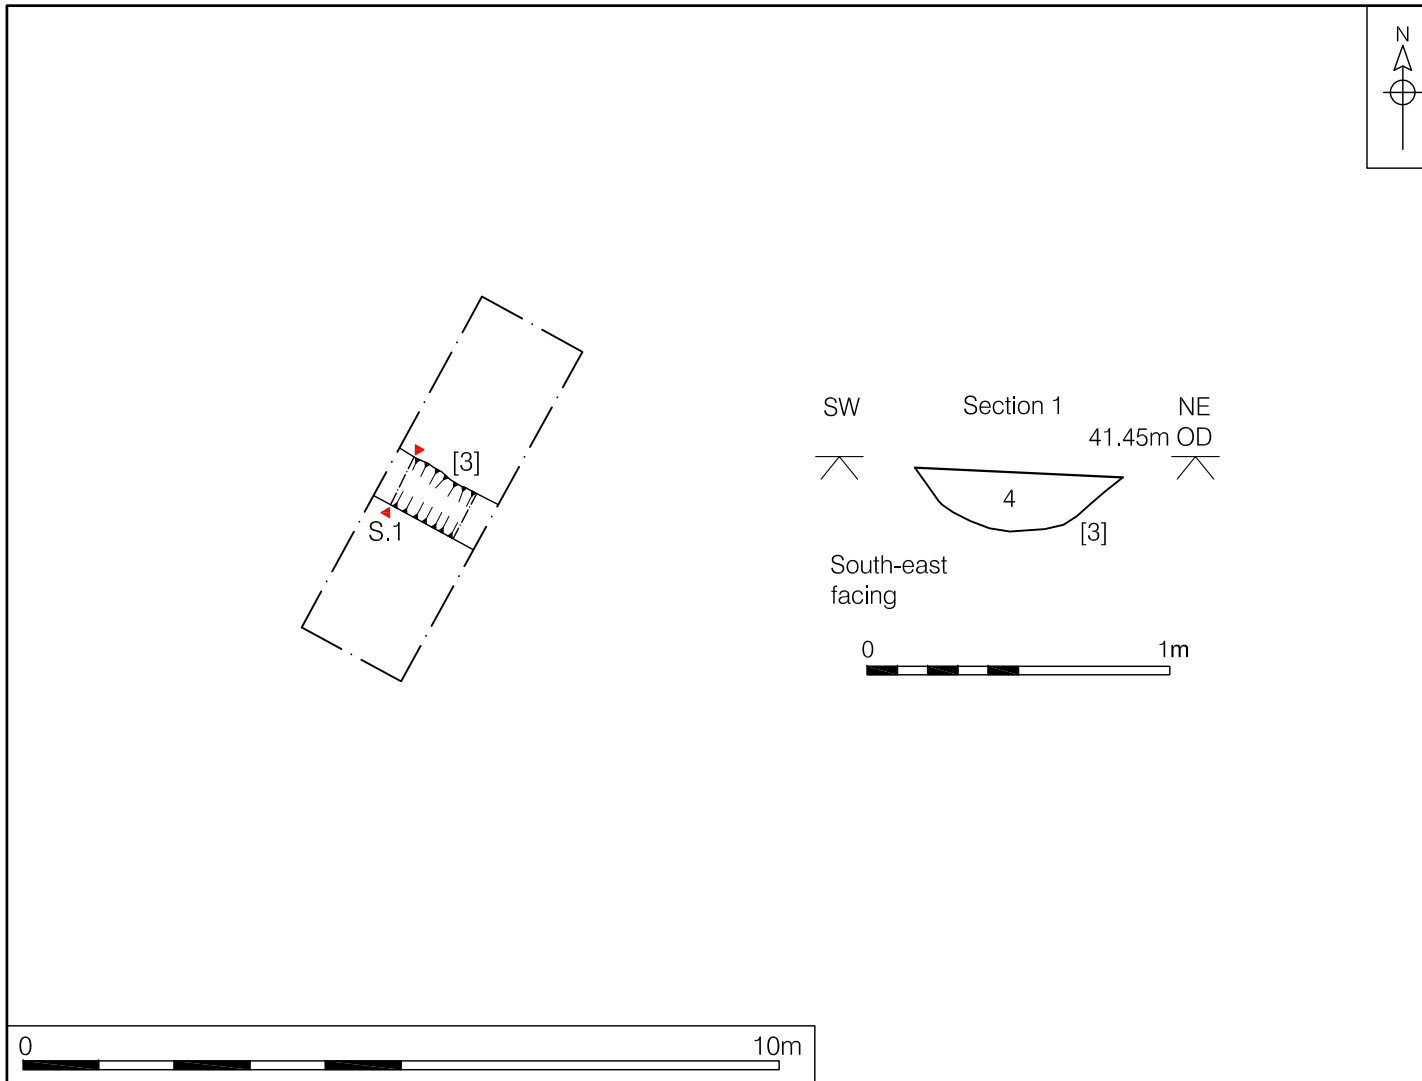 N
SW Section 1 NE
41.45m OD
[3]
4
S.1
[3]
South-east
facing
0 1m
0 10m